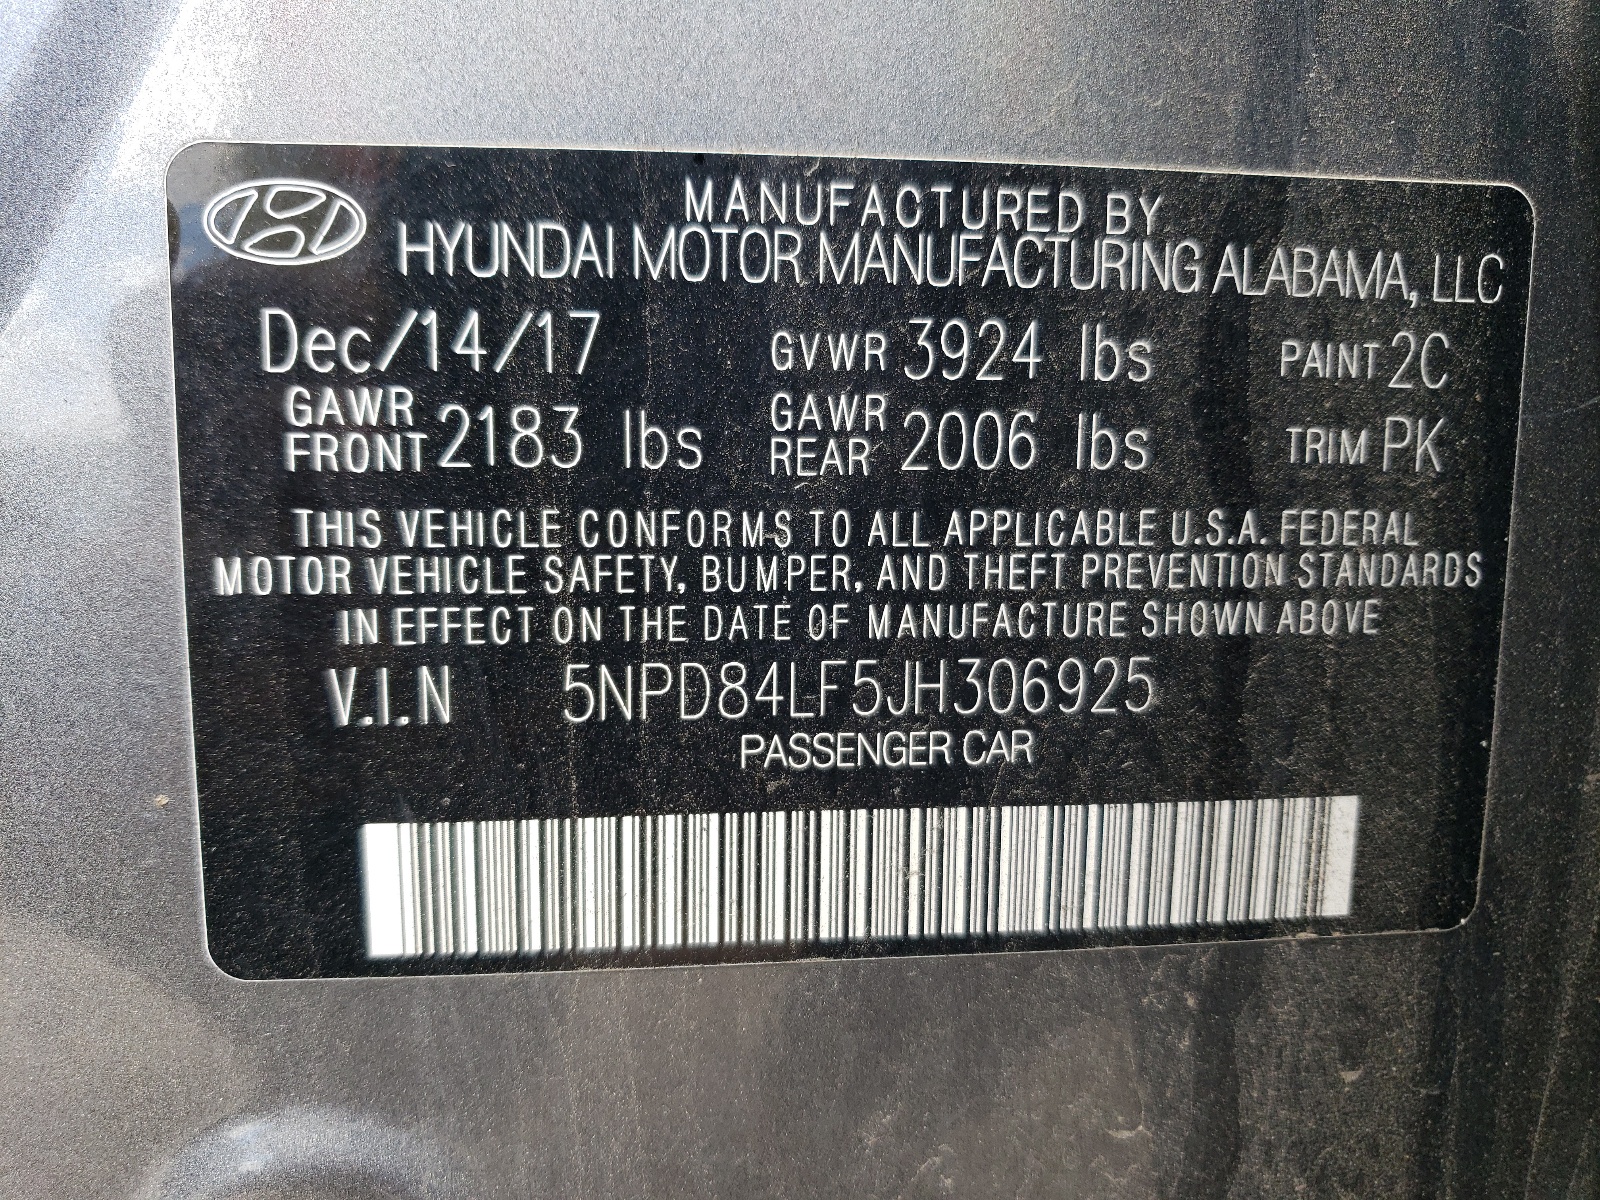 MANUFACTURED BY
HYUNDAI MOTOR MANUFACTURING ALABAMA, LLC
Dec/14/17 GVWR 3924 lbs PAINT 2C
GAWR FRONT 2183 lbs GAWR REAR 2006 lbs TRIM PK
THIS VEHICLE CONFORMS TO ALL APPLICABLE U.S.A. FEDERAL
MOTOR VEHICLE SAFETY, BUMPER, AND THEFT PREVENTION STANDARDS
IN EFFECT ON THE DATE OF MANUFACTURE SHOWN ABOVE
V.I.N 5NPD84LF5JH306925
PASSENGER CAR